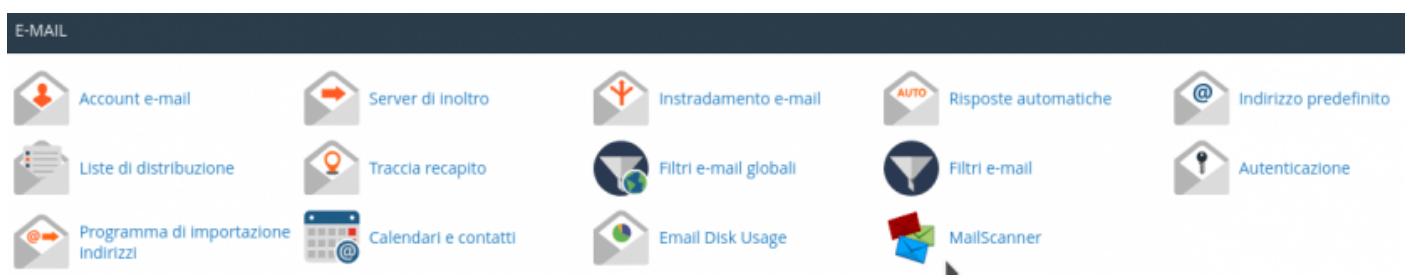 E-MAIL
Account e-mail
Server di inoltro
Instradamento e-mail
AUTO
Risposte automatiche
@
Indirizzo predefinito
Liste di distribuzione
Traccia recapito
Filtri e-mail globali
Filtri e-mail
Autenticazione
@
Programma di importazione
indirizzi
@
Calendari e contatti
Email Disk Usage
MailScanner